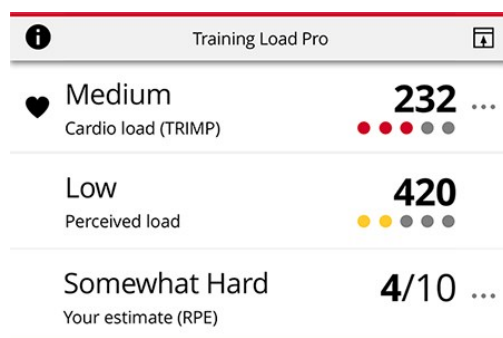 Training Load Pro
Medium 232 ...
Cardio load (TRIMP)
Low 420
Perceived load
Somewhat Hard 4/10 ...
Your estimate (RPE)